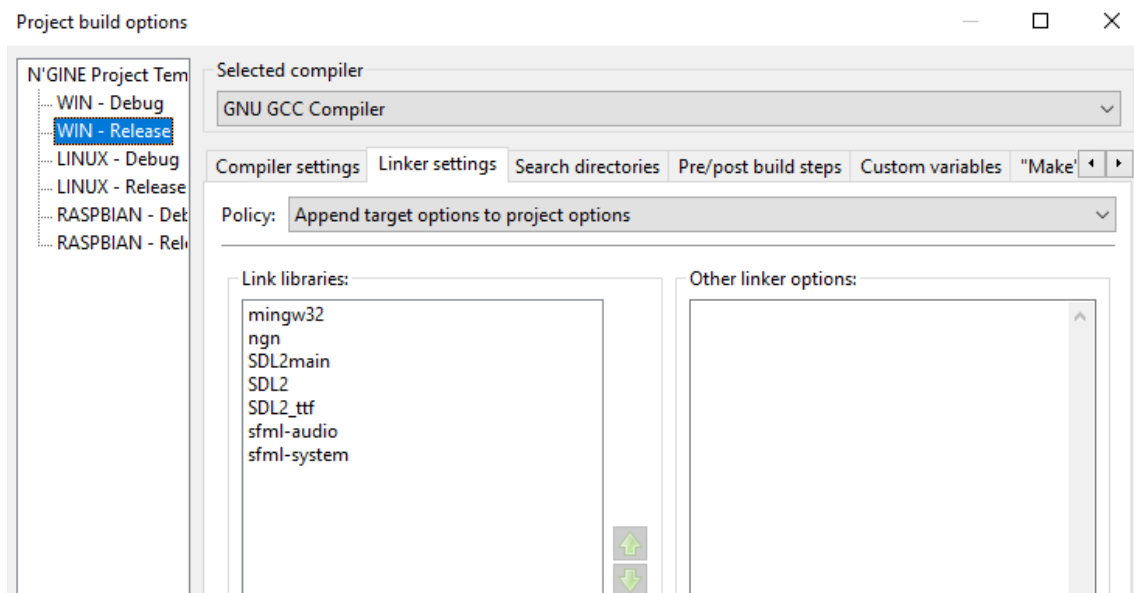 Project build options
N'GINE Project Tem
WIN - Debug
WIN - Release
LINUX - Debug
LINUX - Release
RASPBIAN - Deb
RASPBIAN - Rel
Selected compiler
GNU GCC Compiler
Compiler settings Linker settings Search directories Pre/post build steps Custom variables "Make"
Policy: Append target options to project options
Link libraries:
mingw32
ngn
SDL2main
SDL2
SDL2_ttf
sfml-audio
sfml-system
Other linker options: